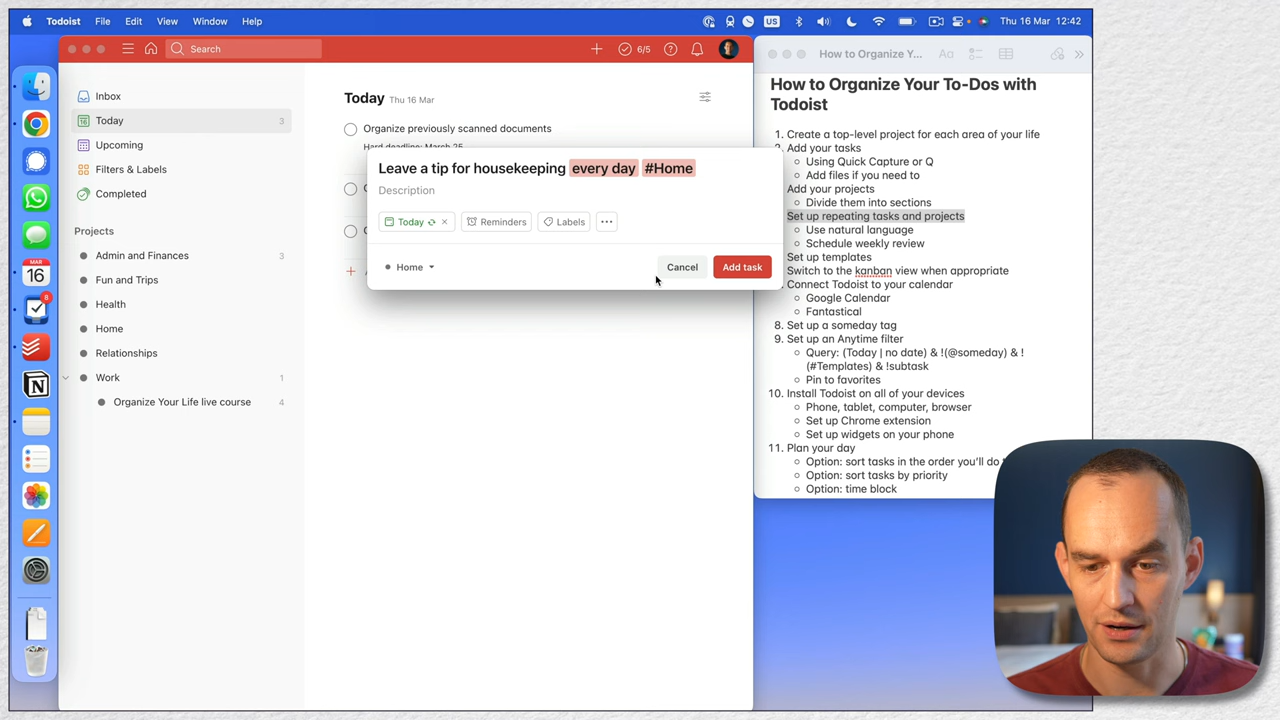 Todoist File Edit View Window Help
US
Thu 16 Mar 12:42
Search
6/5
Inbox
Today 3
Upcoming
Filters & Labels
Completed
Projects
Admin and Finances 3
Fun and Trips
Health
Home
Relationships
Work 1
Organize Your Life live course 4
MAR
16
8
Today Thu 16 Mar
Organize previously scanned documents
Hard deadline: March 25
Leave a tip for housekeeping every day #Home
Description
Today
Reminders
Labels
Home
Cancel
Add task
How to Organize Y...
Aa
How to Organize Your To-Dos with
Todoist
1. Create a top-level project for each area of your life
Add your tasks
Using Quick Capture or Q
Add files if you need to
Add your projects
Divide them into sections
Set up repeating tasks and projects
Use natural language
Schedule weekly review
Set up templates
Switch to the kanban view when appropriate
Connect Todoist to your calendar
Google Calendar
Fantastical
8. Set up a someday tag
9. Set up an Anytime filter
Query: (Today | no date) & !(@someday) & !
(#Templates) & !subtask
Pin to favorites
10. Install Todoist on all of your devices
Phone, tablet, computer, browser
Set up Chrome extension
Set up widgets on your phone
11. Plan your day
Option: sort tasks in the order you'll do
Option: sort tasks by priority
Option: time block